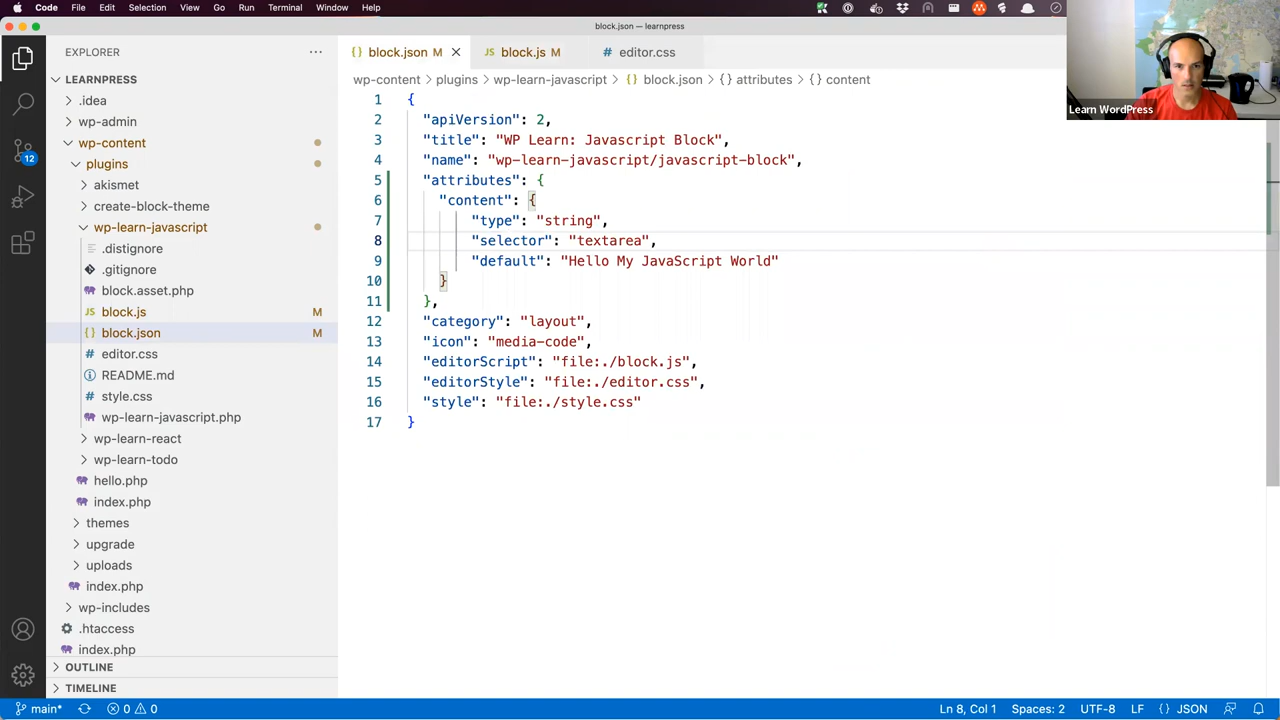 Code File Edit Selection View Go Run Terminal Window Help
block.json — learnpress
EXPLORER
LEARNPRESS
.idea
wp-admin
wp-content
plugins
akismet
create-block-theme
wp-learn-javascript
.distignore
.gitignore
block.asset.php
block.js M
block.json M
editor.css
README.md
style.css
wp-learn-javascript.php
wp-learn-react
wp-learn-todo
hello.php
index.php
themes
upgrade
uploads
index.php
wp-includes
.htaccess
index.php
OUTLINE
TIMELINE
12
block.json M
block.js M
editor.css
wp-content › plugins › wp-learn-javascript › {} block.json › {} attributes › {} content
1 {
2 "apiVersion": 2,
3 "title": "WP Learn: Javascript Block",
4 "name": "wp-learn-javascript/javascript-block",
5 "attributes": {
6 "content": {
7 "type": "string",
8 "selector": "textarea",
9 "default": "Hello My JavaScript World"
10 }
11 },
12 "category": "layout",
13 "icon": "media-code",
14 "editorScript": "file:./block.js",
15 "editorStyle": "file:./editor.css",
16 "style": "file:./style.css"
17 }
Learn WordPress
main* 0 0 Ln 8, Col 1 Spaces: 2 UTF-8 LF {} JSON